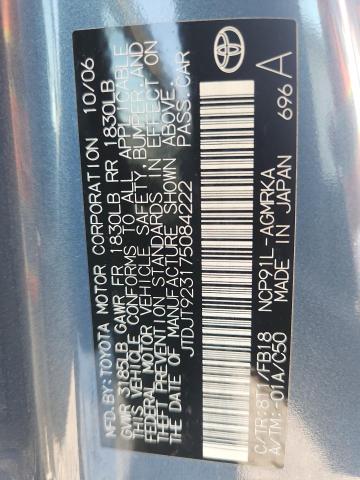 MFD.BY:TOYOTA MOTOR CORPORATION 10/06
GVWR 3185LB GAWR FR 1830LB RR 1830LB
THIS VEHICLE CONFORMS TO ALL APPLICABLE
FEDERAL MOTOR VEHICLE SAFETY, BUMPER, AND
THEFT PREVENTION STANDARDS IN EFFECT ON
THE DATE OF MANUFACTURE SHOWN ABOVE.
JTDJT923175084222 PASS.CAR
C/TR:8T1/FB18 NCP91L-AGMRKA
A/TM:-01A/C50 MADE IN JAPAN
696 A